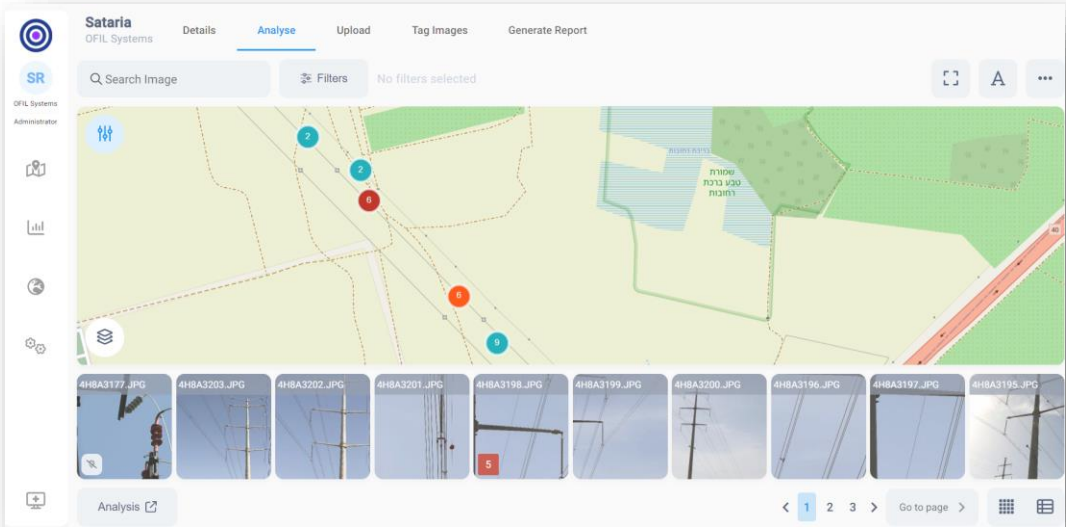 Sataria
OFIL Systems
Details
Analyse
Upload
Tag Images
Generate Report
SR
OFIL Systems
Administrator
Search Image
Filters
No filters selected
A
2
2
6
6
9
שמורת
טבע ברכת
רחובות
40
4H8A3177.JPG
4H8A3203.JPG
4H8A3202.JPG
4H8A3201.JPG
4H8A3198.JPG
4H8A3199.JPG
4H8A3200.JPG
4H8A3196.JPG
4H8A3197.JPG
4H8A3195.JPG
5
Analysis
1
2
3
Go to page